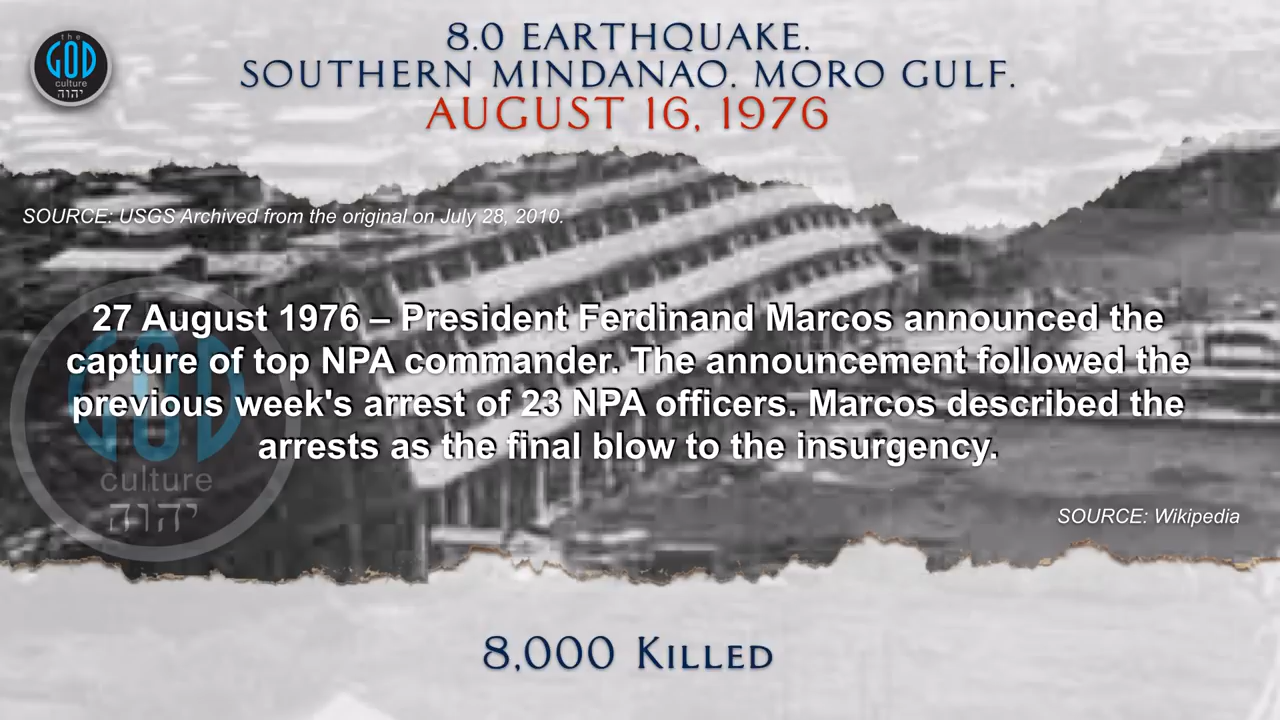 the
GOD
culture
יהוה
8.0 EARTHQUAKE.
SOUTHERN MINDANAO. MORO GULF.
AUGUST 16, 1976
SOURCE: USGS Archived from the original on July 28, 2010.
27 August 1976 – President Ferdinand Marcos announced the
capture of top NPA commander. The announcement followed the
previous week's arrest of 23 NPA officers. Marcos described the
arrests as the final blow to the insurgency.
GOD
culture
יהוה
SOURCE: Wikipedia
8,000 KILLED